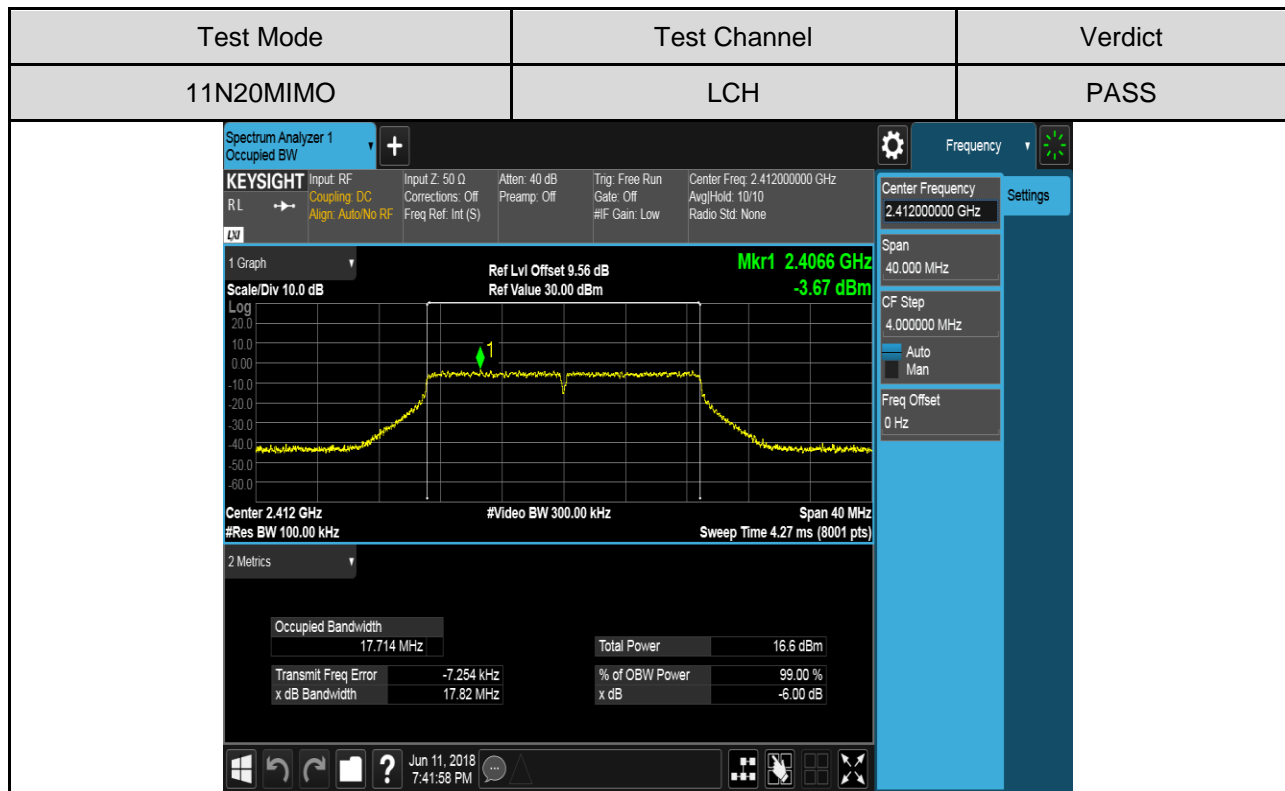 Test Mode Test Channel Verdict
11N20MIMO LCH PASS
Spectrum Analyzer 1
Occupied BW
+
Frequency
KEYSIGHT Input: RF Input Z: 50 Ω Atten: 40 dB Trig: Free Run Center Freq: 2.412000000 GHz
RL Coupling: DC Corrections: Off Preamp: Off Gate: Off Avg|Hold: 10/10
Align: Auto/No RF Freq Ref: Int (S) #IF Gain: Low Radio Std: None
LXI
Center Frequency Settings
2.412000000 GHz
Span
40.000 MHz
CF Step
4.000000 MHz
Auto
Man
Freq Offset
0 Hz
1 Graph Ref Lvl Offset 9.56 dB Mkr1 2.4066 GHz
Scale/Div 10.0 dB Ref Value 30.00 dBm -3.67 dBm
Log
20.0
10.0
1
0.00
-10.0
-20.0
-30.0
-40.0
-50.0
-60.0
Center 2.412 GHz #Video BW 300.00 kHz Span 40 MHz
#Res BW 100.00 kHz Sweep Time 4.27 ms (8001 pts)
2 Metrics
Occupied Bandwidth
17.714 MHz Total Power 16.6 dBm
Transmit Freq Error -7.254 kHz % of OBW Power 99.00 %
x dB Bandwidth 17.82 MHz x dB -6.00 dB
? Jun 11, 2018
7:41:58 PM